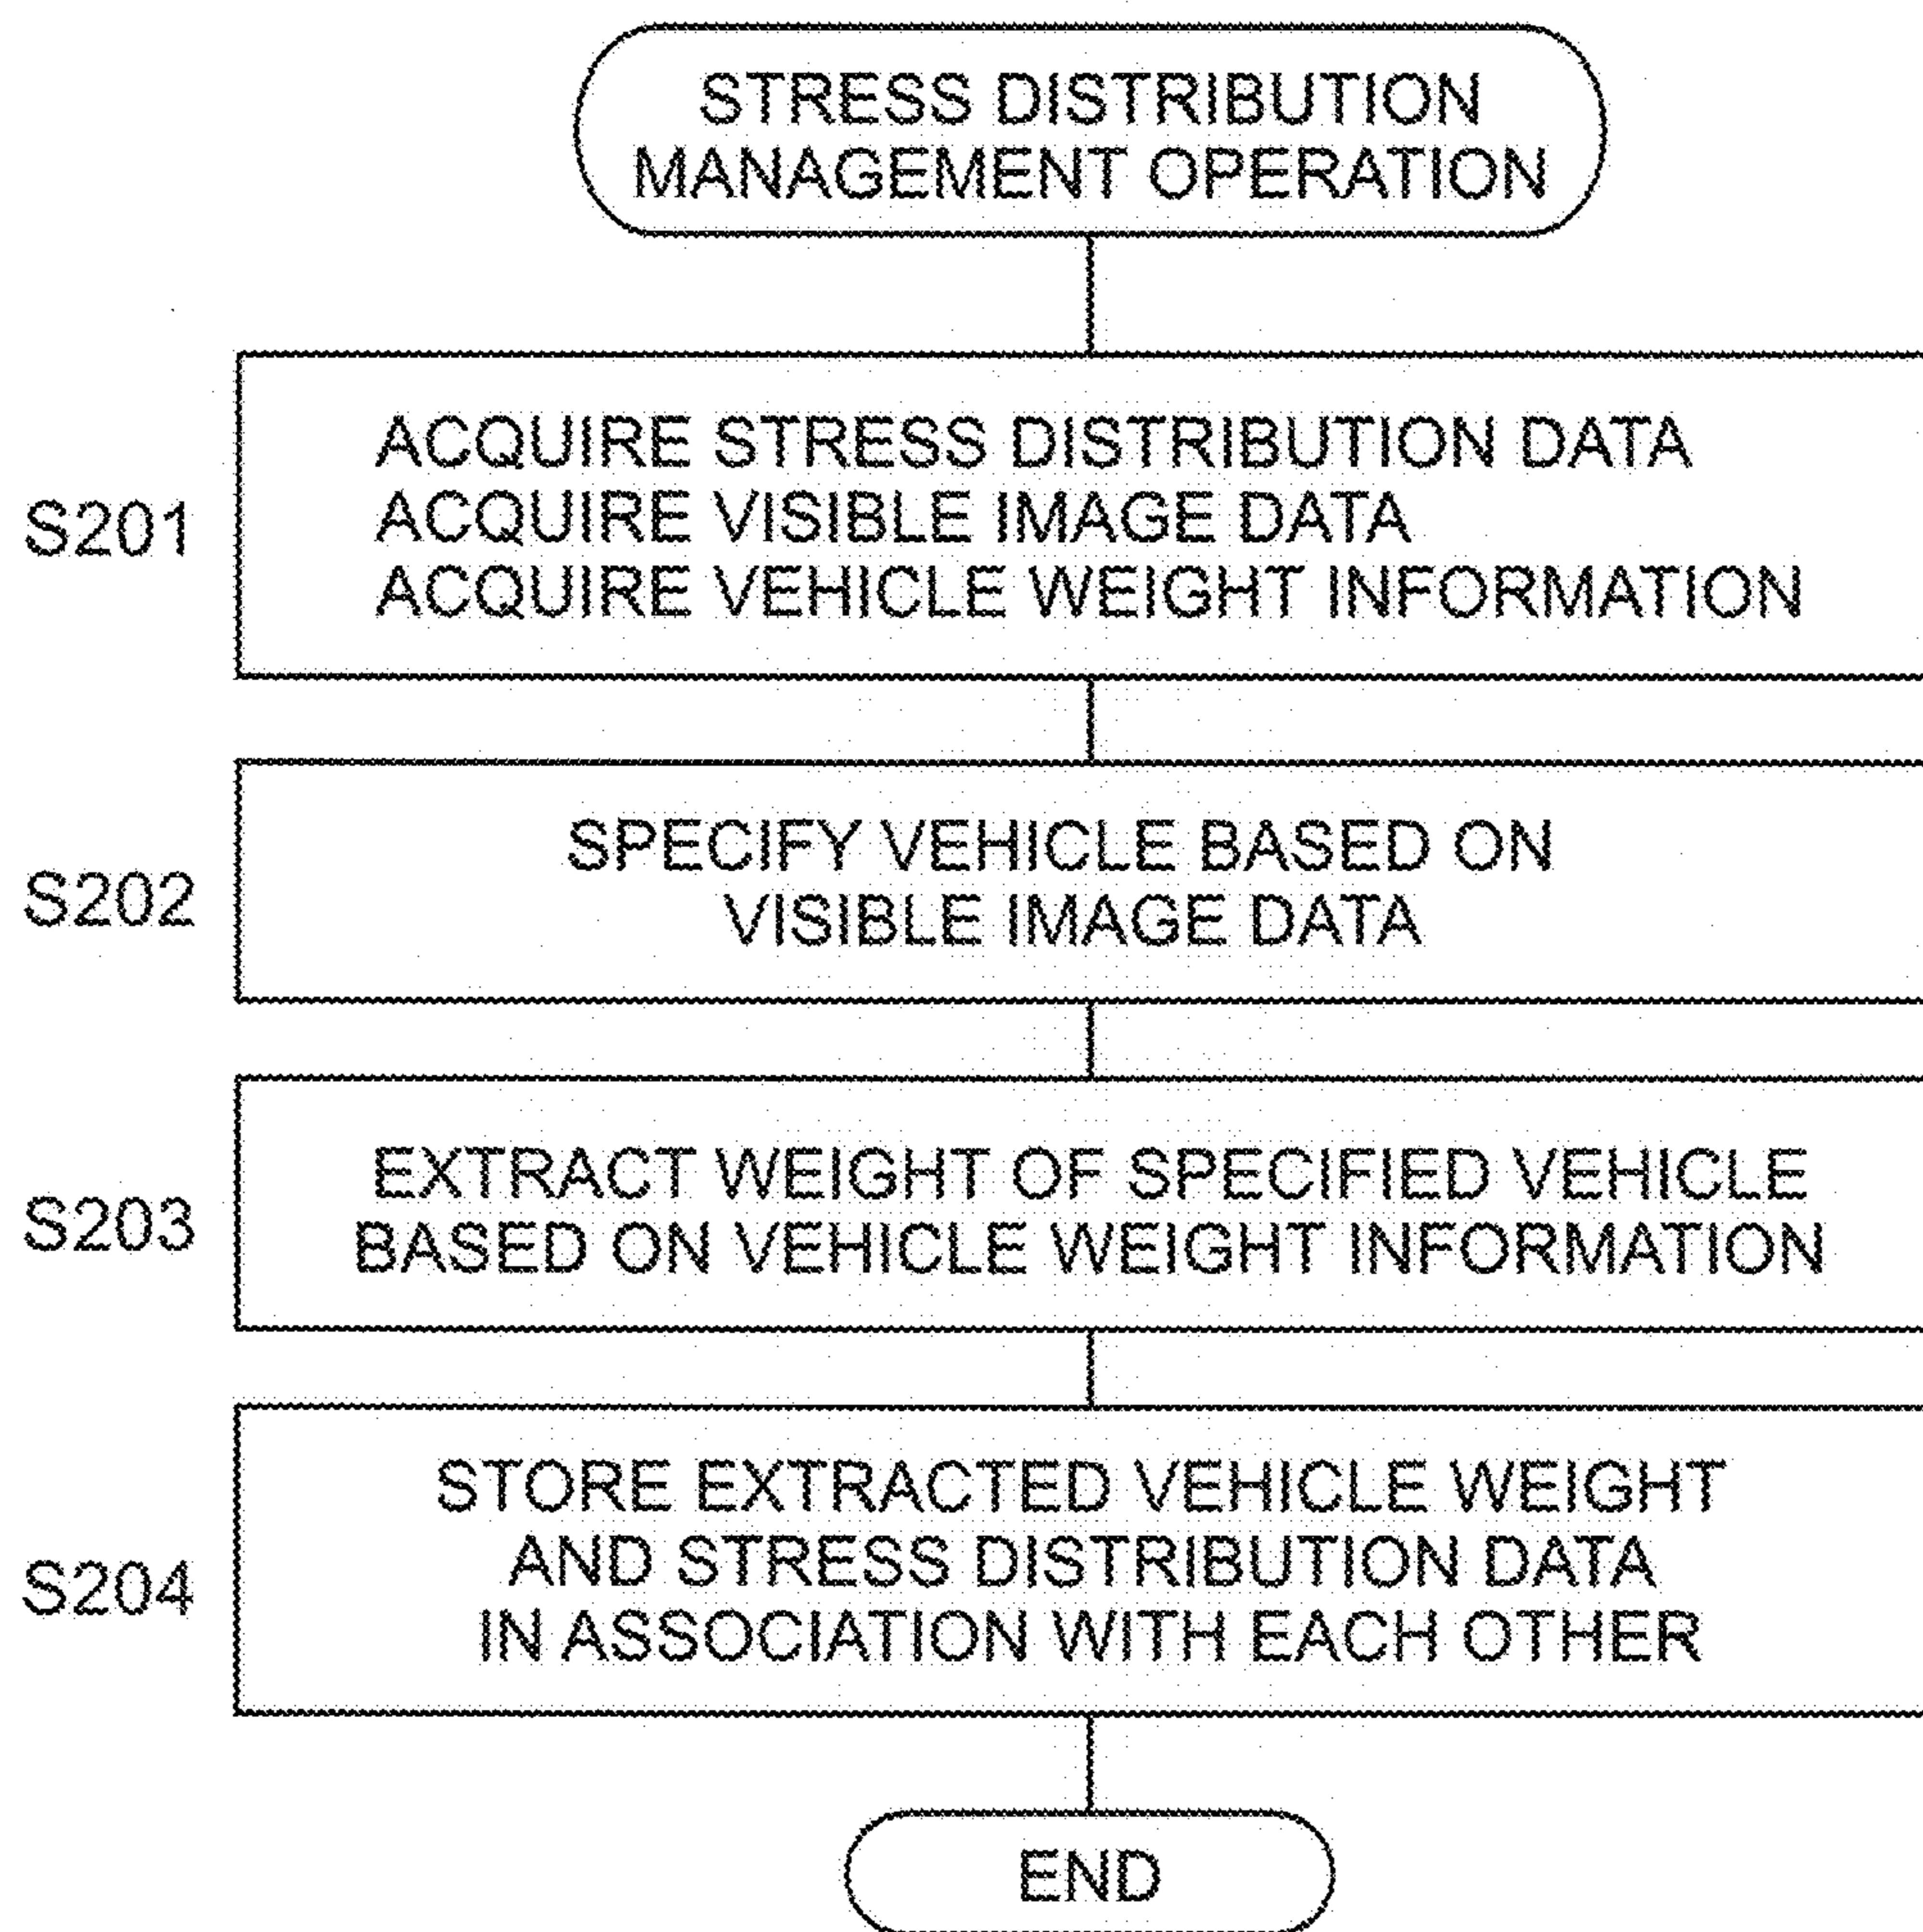 STRESS DISTRIBUTION
MANAGEMENT OPERATION
S201
ACQUIRE STRESS DISTRIBUTION DATA
ACQUIRE VISIBLE IMAGE DATA
ACQUIRE VEHICLE WEIGHT INFORMATION
S202
SPECIFY VEHICLE BASED ON
VISIBLE IMAGE DATA
S203
EXTRACT WEIGHT OF SPECIFIED VEHICLE
BASED ON VEHICLE WEIGHT INFORMATION
S204
STORE EXTRACTED VEHICLE WEIGHT
AND STRESS DISTRIBUTION DATA
IN ASSOCIATION WITH EACH OTHER
END